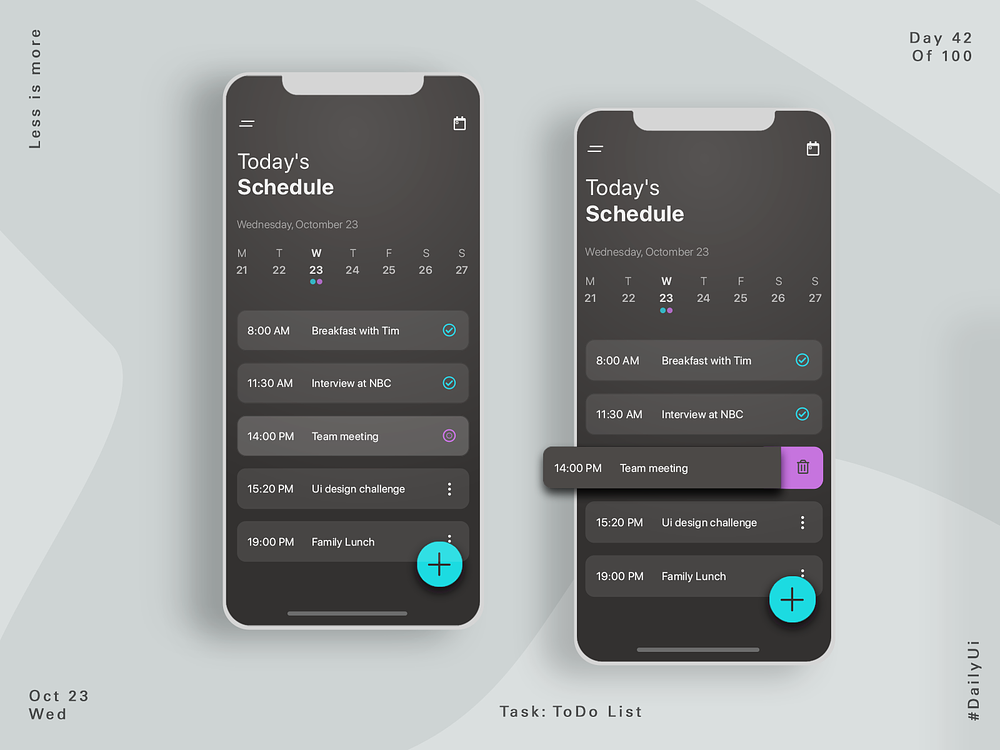 Less is more
Day 42
Of 100
Today's
Schedule
Wednesday, Octomber 23
M T W T F S S
21 22 23 24 25 26 27
8:00 AM Breakfast with Tim
11:30 AM Interview at NBC
14:00 PM Team meeting
15:20 PM Ui design challenge
19:00 PM Family Lunch
Today's
Schedule
Wednesday, Octomber 23
M T W T F S S
21 22 23 24 25 26 27
8:00 AM Breakfast with Tim
11:30 AM Interview at NBC
14:00 PM Team meeting
15:20 PM Ui design challenge
19:00 PM Family Lunch
Oct 23
Wed
Task: ToDo List
#DailyUi